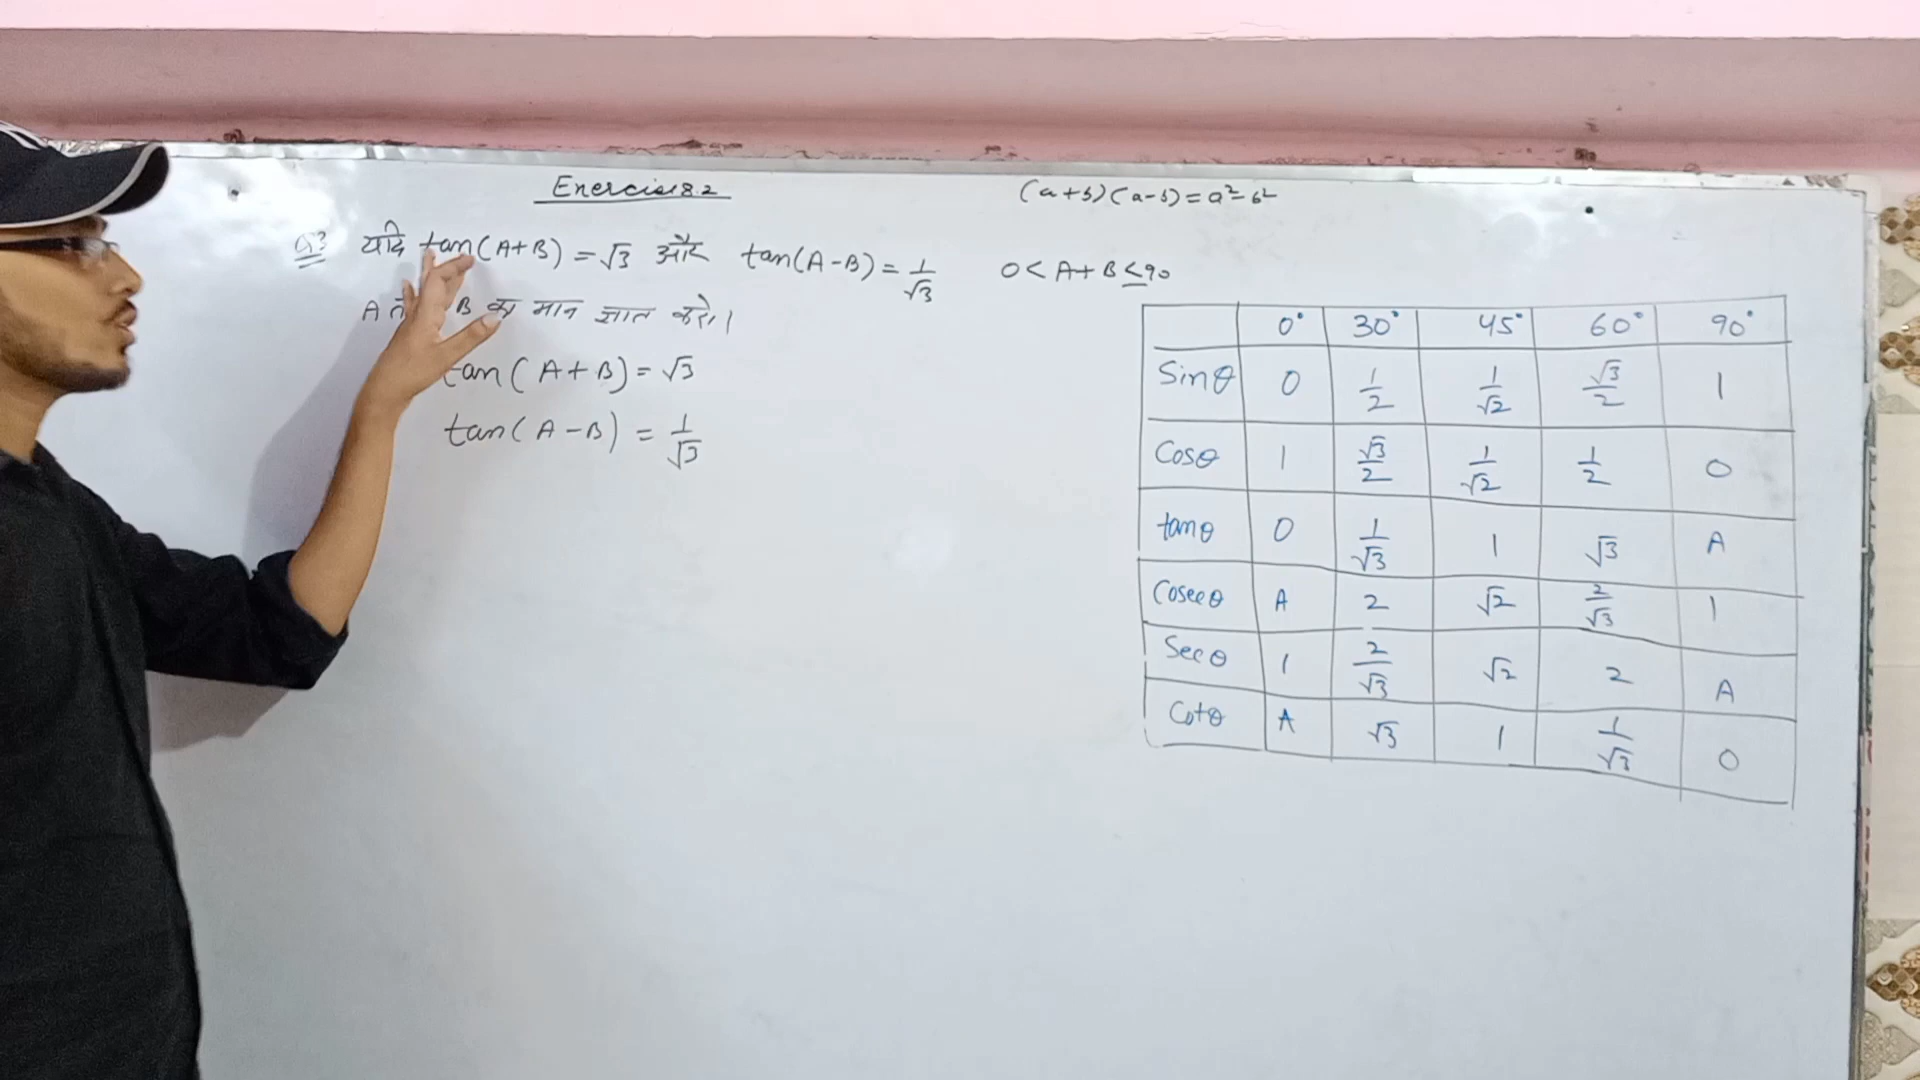 Exercise 8.2
(a+b)(a-b)=a²-b²
Q3 यदि tan(A+B)=√3 और tan(A-B)=1/√3 0<A+B≤90
A B का मान ज्ञात करो।
tan(A+B)=√3
tan(A-B)=1/√3
0° 30° 45° 60° 90°
Sinθ 0 1/2 1/√2 √3/2 1
Cosθ 1 √3/2 1/√2 1/2 0
tanθ 0 1/√3 1 √3 A
Cosecθ A 2 √2 2/√3 1
Secθ 1 2/√3 √2 2 A
Cotθ A √3 1 1/√3 0